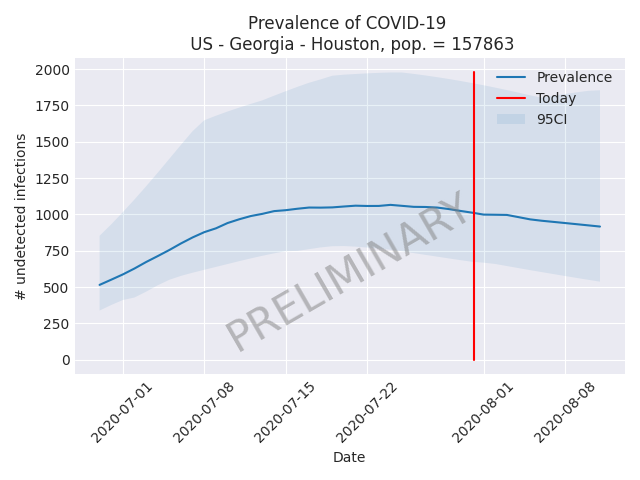 Prevalence of COVID-19
US - Georgia - Houston, pop. = 157863
2000
1750
1500
1250
1000
750
500
250
0
# undetected infections
Prevalence
Today
95CI
PRELIMINARY
2020-07-01
2020-07-08
2020-07-15
2020-07-22
2020-08-01
2020-08-08
Date